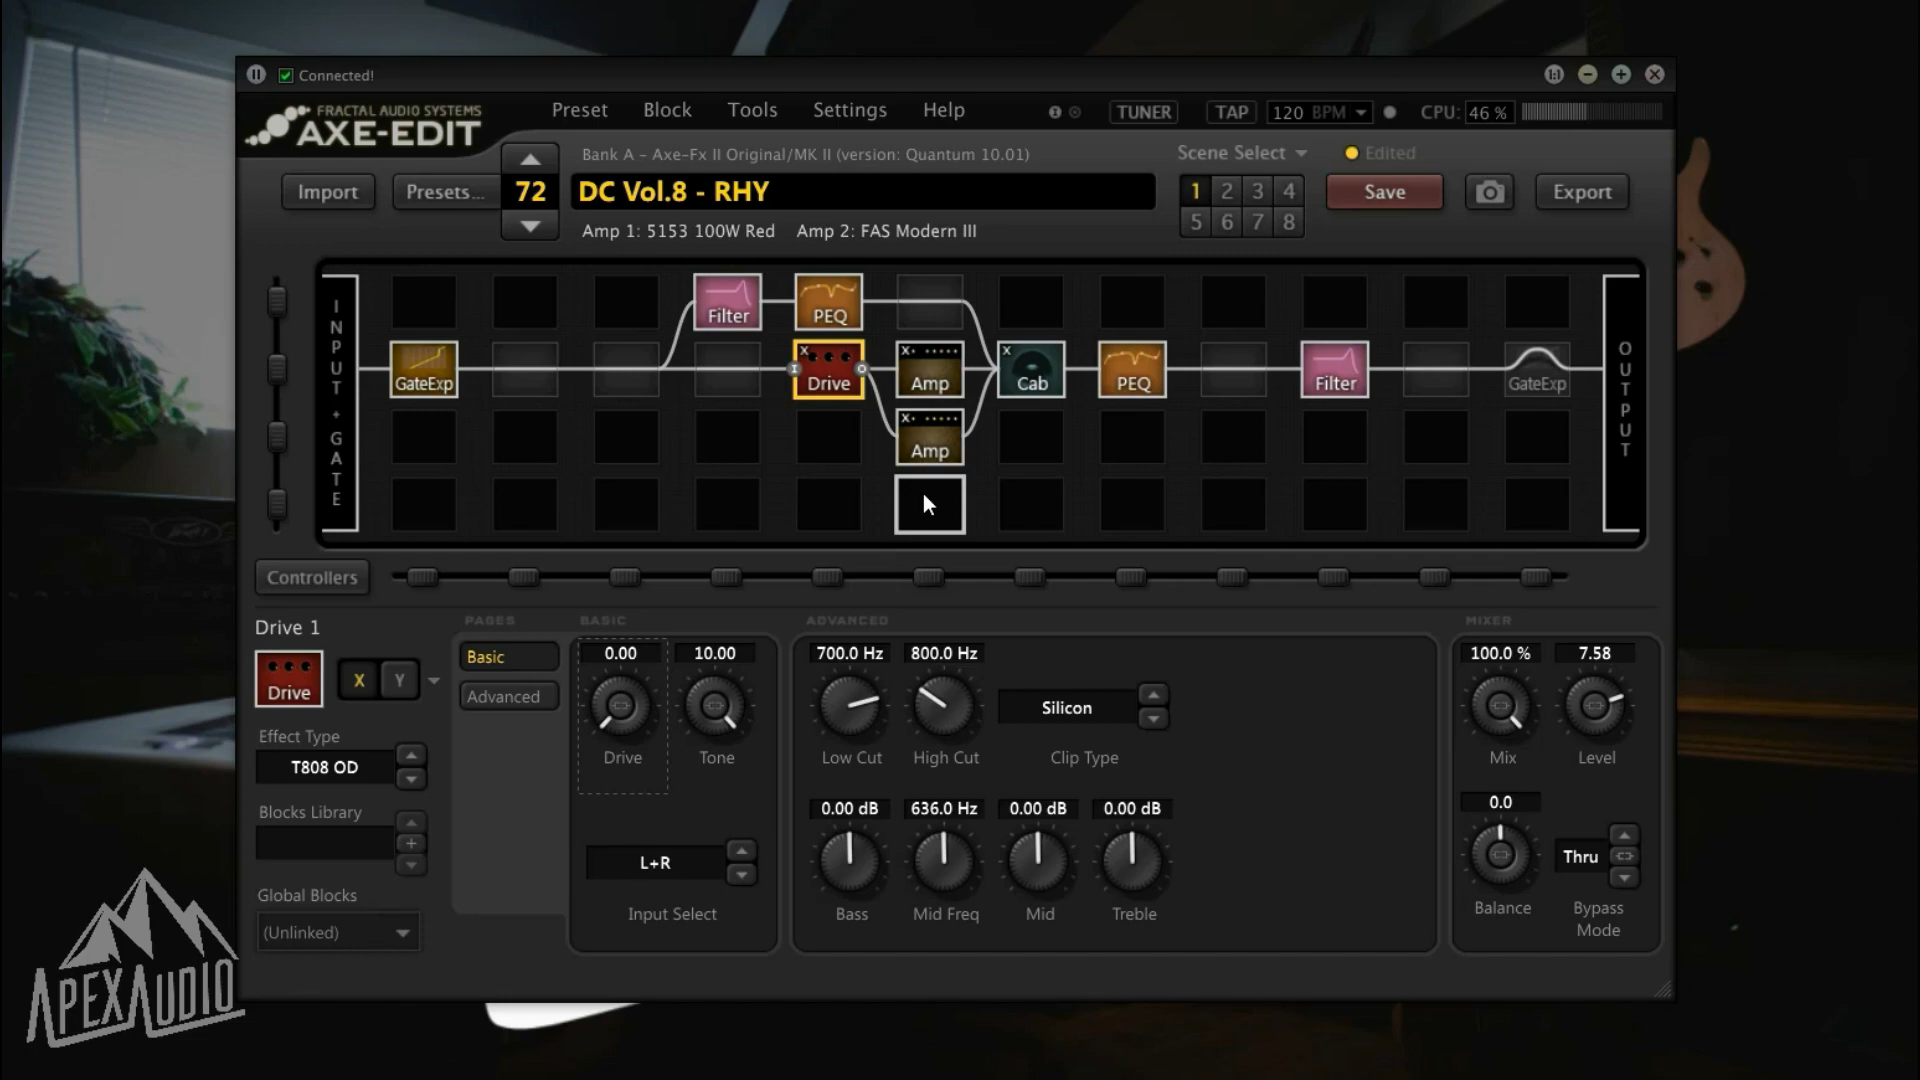 Connected!
FRACTAL AUDIO SYSTEMS
AXE-EDIT
Preset Block Tools Settings Help
TUNER TAP 120 BPM CPU: 46 %
Bank A - Axe-Fx II Original/MK II (version: Quantum 10.01)
Scene Select Edited
Import Presets... 72 DC Vol.8 - RHY
1 2 3 4
5 6 7 8
Save Export
Amp 1: 5153 100W Red Amp 2: FAS Modern III
INPUT + GATE
Filter PEQ
GateExp X Drive X Amp X Cab PEQ Filter GateExp
X Amp
OUTPUT
Controllers
Drive 1
Drive X Y
Effect Type
T808 OD
Blocks Library
Global Blocks
(Unlinked)
PAGES
Basic
Advanced
BASIC
0.00 10.00
Drive Tone
L+R
Input Select
ADVANCED
700.0 Hz 800.0 Hz
Silicon
Low Cut High Cut Clip Type
0.00 dB 636.0 Hz 0.00 dB 0.00 dB
Bass Mid Freq Mid Treble
MIXER
100.0 % 7.58
Mix Level
0.0
Thru
Balance Bypass
Mode
APEXAUDIO